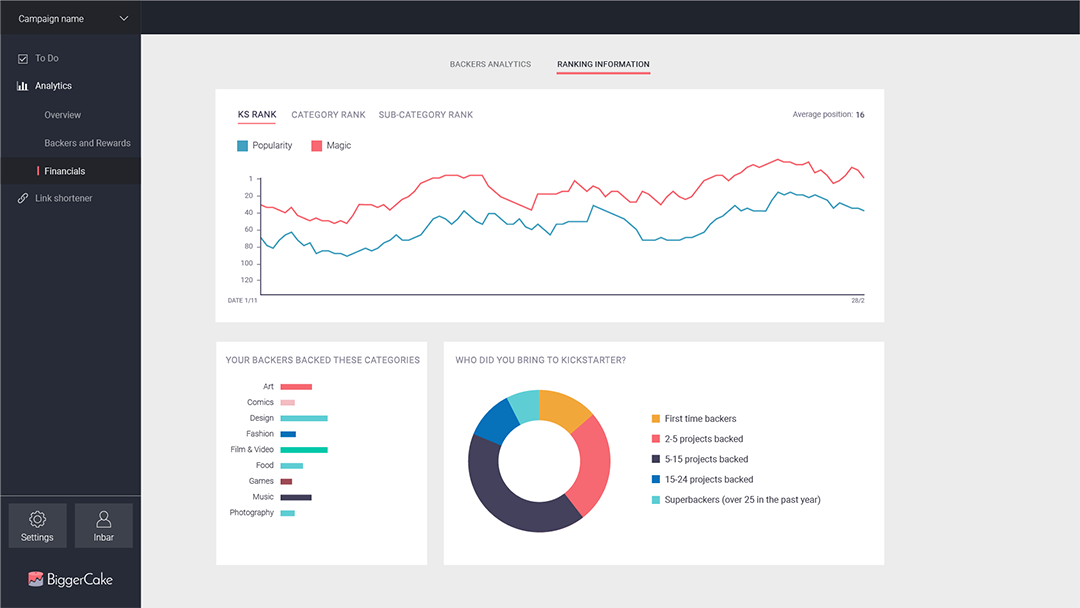 Campaign name
To Do
Analytics
Overview
Backers and Rewards
Financials
Link shortener
Settings
Inbar
BiggerCake
BACKERS ANALYTICS
RANKING INFORMATION
KS RANK
CATEGORY RANK
SUB-CATEGORY RANK
Average position: 16
Popularity
Magic
1
20
40
60
80
100
120
DATE 1/11
28/2
YOUR BACKERS BACKED THESE CATEGORIES
Art
Comics
Design
Fashion
Film & Video
Food
Games
Music
Photography
WHO DID YOU BRING TO KICKSTARTER?
First time backers
2-5 projects backed
5-15 projects backed
15-24 projects backed
Superbackers (over 25 in the past year)